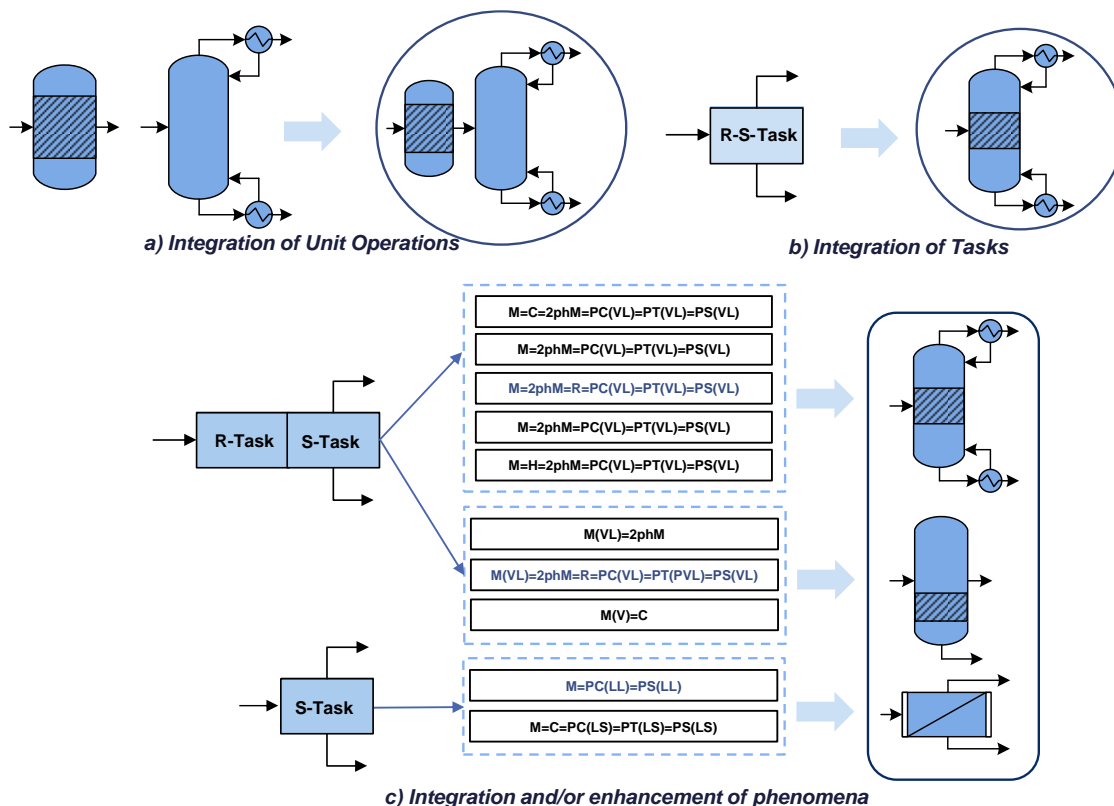 a) Integration of Unit Operations
R-S-Task
b) Integration of Tasks
R-Task
S-Task
M=C=2phM=PC(VL)=PT(VL)=PS(VL)
M=2phM=PC(VL)=PT(VL)=PS(VL)
M=2phM=R=PC(VL)=PT(VL)=PS(VL)
M=2phM=PC(VL)=PT(VL)=PS(VL)
M=H=2phM=PC(VL)=PT(VL)=PS(VL)
M(VL)=2phM
M(VL)=2phM=R=PC(VL)=PT(PVL)=PS(VL)
M(V)=C
S-Task
M=PC(LL)=PS(LL)
M=C=PC(LS)=PT(LS)=PS(LS)
c) Integration and/or enhancement of phenomena